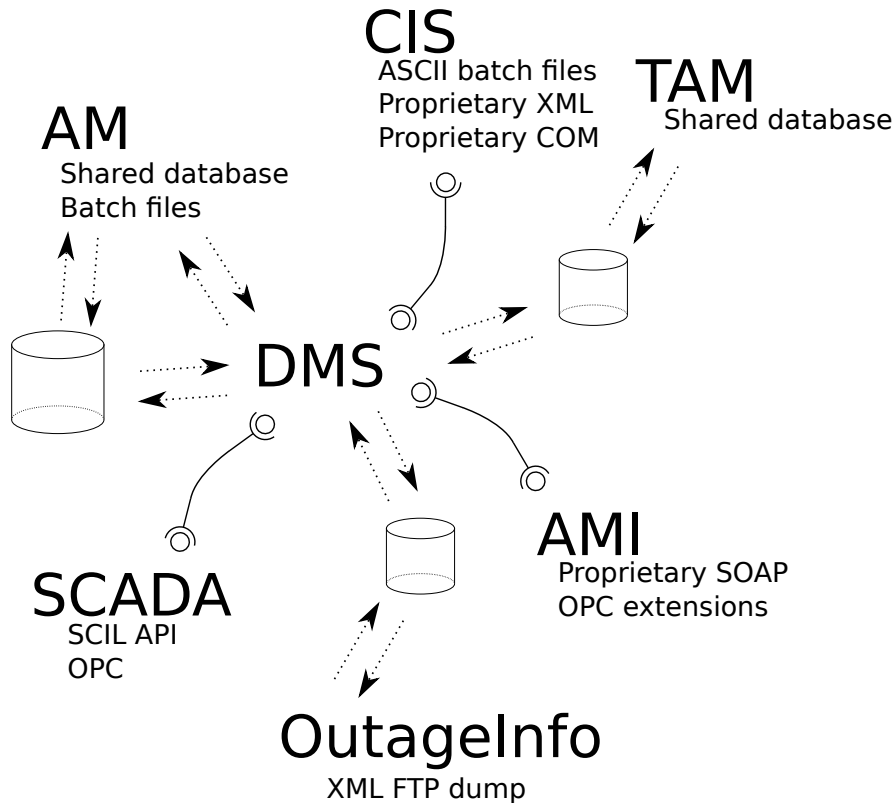 CIS
ASCII batch files
Proprietary XML
Proprietary COM
TAM
Shared database
AM
Shared database
Batch files
DMS
SCADA
SCIL API
OPC
AMI
Proprietary SOAP
OPC extensions
OutageInfo
XML FTP dump